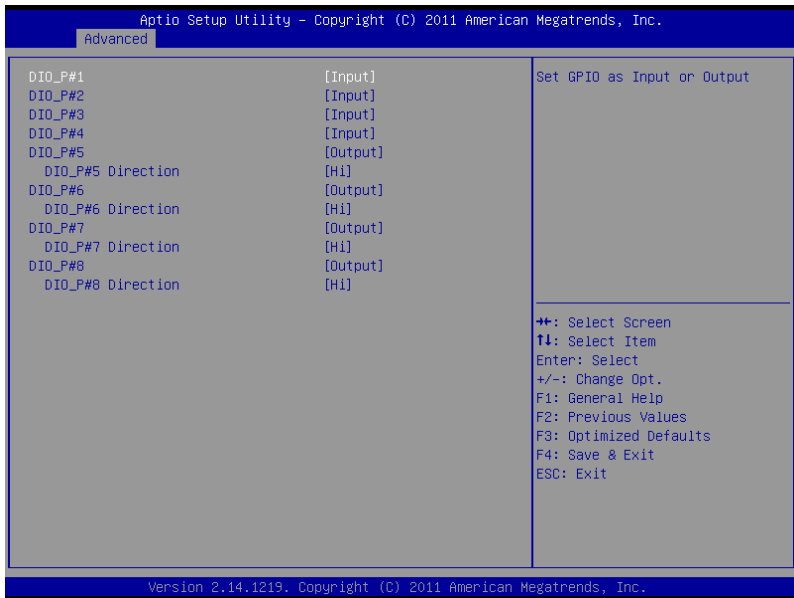 Aptio Setup Utility – Copyright (C) 2011 American Megatrends, Inc.
Advanced
DIO_P#1 [Input]
DIO_P#2 [Input]
DIO_P#3 [Input]
DIO_P#4 [Input]
DIO_P#5 [Output]
DIO_P#5 Direction [Hi]
DIO_P#6 [Output]
DIO_P#6 Direction [Hi]
DIO_P#7 [Output]
DIO_P#7 Direction [Hi]
DIO_P#8 [Output]
DIO_P#8 Direction [Hi]
Set GPIO as Input or Output
→←: Select Screen
↑↓: Select Item
Enter: Select
+/-: Change Opt.
F1: General Help
F2: Previous Values
F3: Optimized Defaults
F4: Save & Exit
ESC: Exit
Version 2.14.1219. Copyright (C) 2011 American Megatrends, Inc.